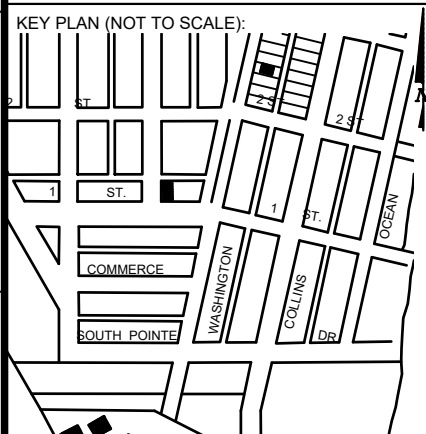 KEY PLAN (NOT TO SCALE):
2 ST. 2 ST
2 ST
1 ST. 1 ST.
OCEAN
COMMERCE
WASHINGTON
COLLINS
SOUTH POINTE DR
N